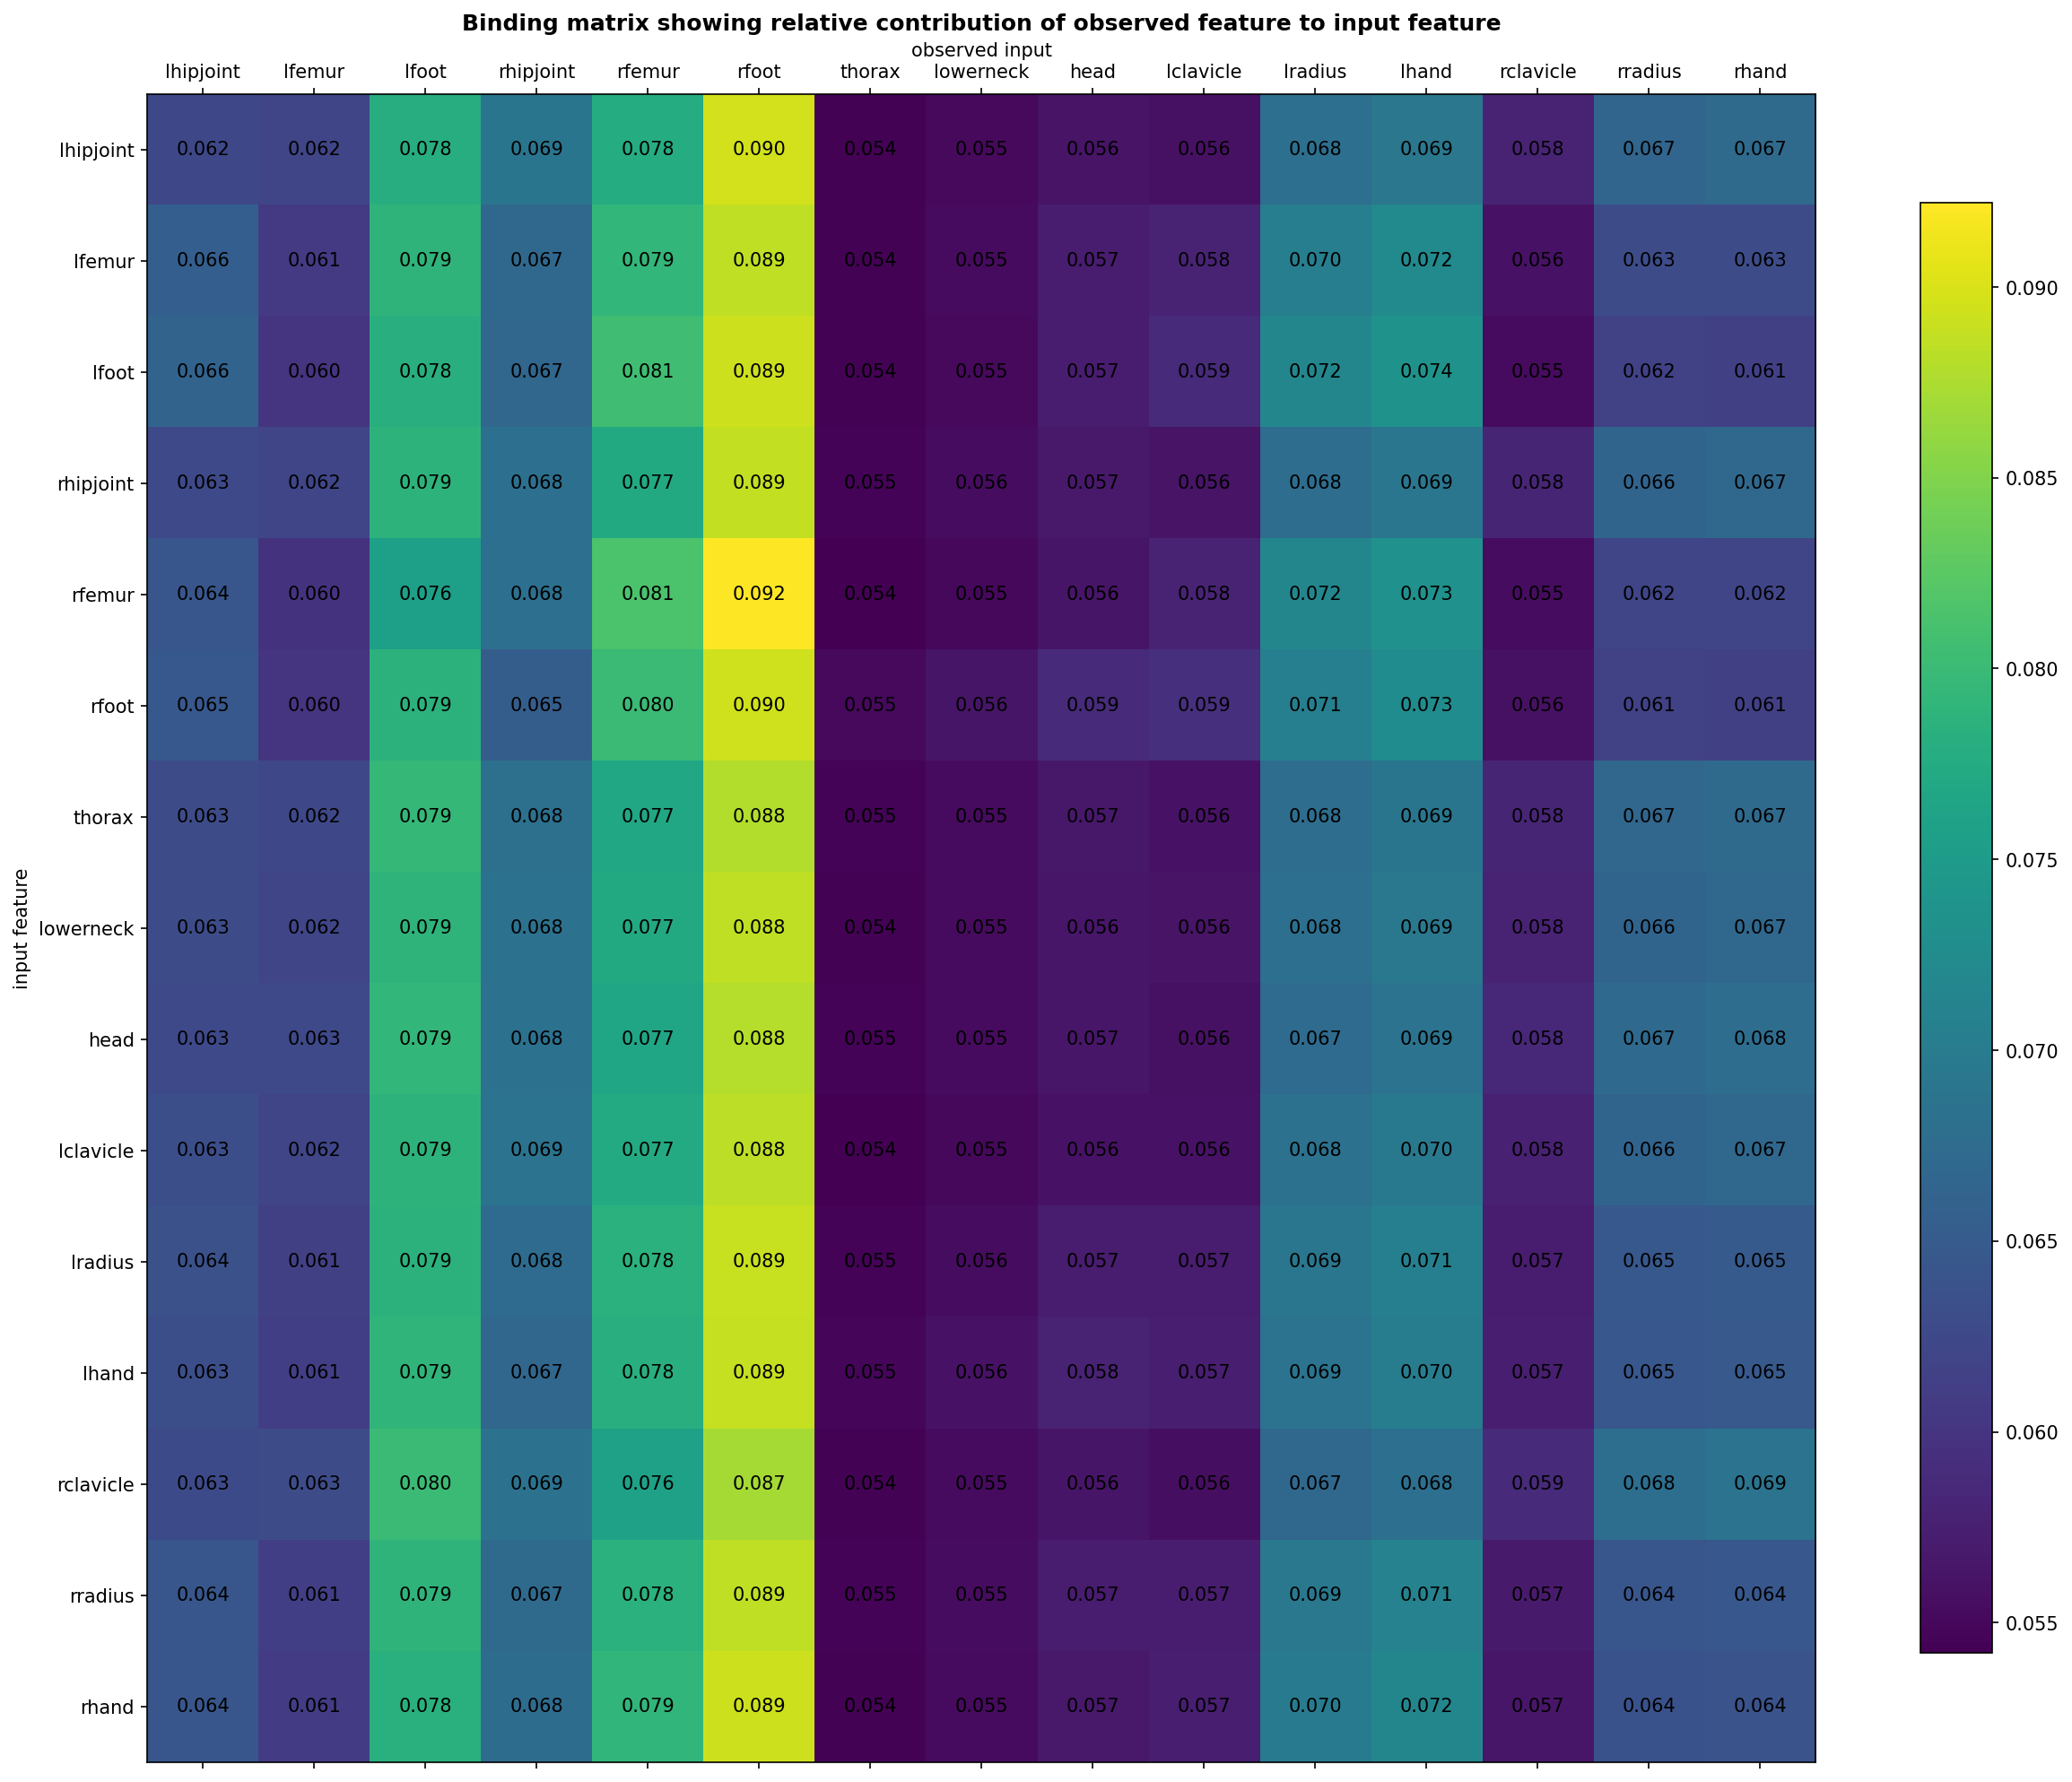 Binding matrix showing relative contribution of observed feature to input feature
observed input
lhipjoint lfemur lfoot rhipjoint rfemur rfoot thorax lowerneck head lclavicle lradius lhand rclavicle rradius rhand
input feature
lhipjoint 0.062 0.062 0.078 0.069 0.078 0.090 0.054 0.055 0.056 0.056 0.068 0.069 0.058 0.067 0.067
lfemur 0.066 0.061 0.079 0.067 0.079 0.089 0.054 0.055 0.057 0.058 0.070 0.072 0.056 0.063 0.063
lfoot 0.066 0.060 0.078 0.067 0.081 0.089 0.054 0.055 0.057 0.059 0.072 0.074 0.055 0.062 0.061
rhipjoint 0.063 0.062 0.079 0.068 0.077 0.089 0.055 0.056 0.057 0.056 0.068 0.069 0.058 0.066 0.067
rfemur 0.064 0.060 0.076 0.068 0.081 0.092 0.054 0.055 0.056 0.058 0.072 0.073 0.055 0.062 0.062
rfoot 0.065 0.060 0.079 0.065 0.080 0.090 0.055 0.056 0.059 0.059 0.071 0.073 0.056 0.061 0.061
thorax 0.063 0.062 0.079 0.068 0.077 0.088 0.055 0.055 0.057 0.056 0.068 0.069 0.058 0.067 0.067
lowerneck 0.063 0.062 0.079 0.068 0.077 0.088 0.054 0.055 0.056 0.056 0.068 0.069 0.058 0.066 0.067
head 0.063 0.063 0.079 0.068 0.077 0.088 0.055 0.055 0.057 0.056 0.067 0.069 0.058 0.067 0.068
lclavicle 0.063 0.062 0.079 0.069 0.077 0.088 0.054 0.055 0.056 0.056 0.068 0.070 0.058 0.066 0.067
lradius 0.064 0.061 0.079 0.068 0.078 0.089 0.055 0.056 0.057 0.057 0.069 0.071 0.057 0.065 0.065
lhand 0.063 0.061 0.079 0.067 0.078 0.089 0.055 0.056 0.058 0.057 0.069 0.070 0.057 0.065 0.065
rclavicle 0.063 0.063 0.080 0.069 0.076 0.087 0.054 0.055 0.056 0.056 0.067 0.068 0.059 0.068 0.069
rradius 0.064 0.061 0.079 0.067 0.078 0.089 0.055 0.055 0.057 0.057 0.069 0.071 0.057 0.064 0.064
rhand 0.064 0.061 0.078 0.068 0.079 0.089 0.054 0.055 0.057 0.057 0.070 0.072 0.057 0.064 0.064
0.090
0.085
0.080
0.075
0.070
0.065
0.060
0.055